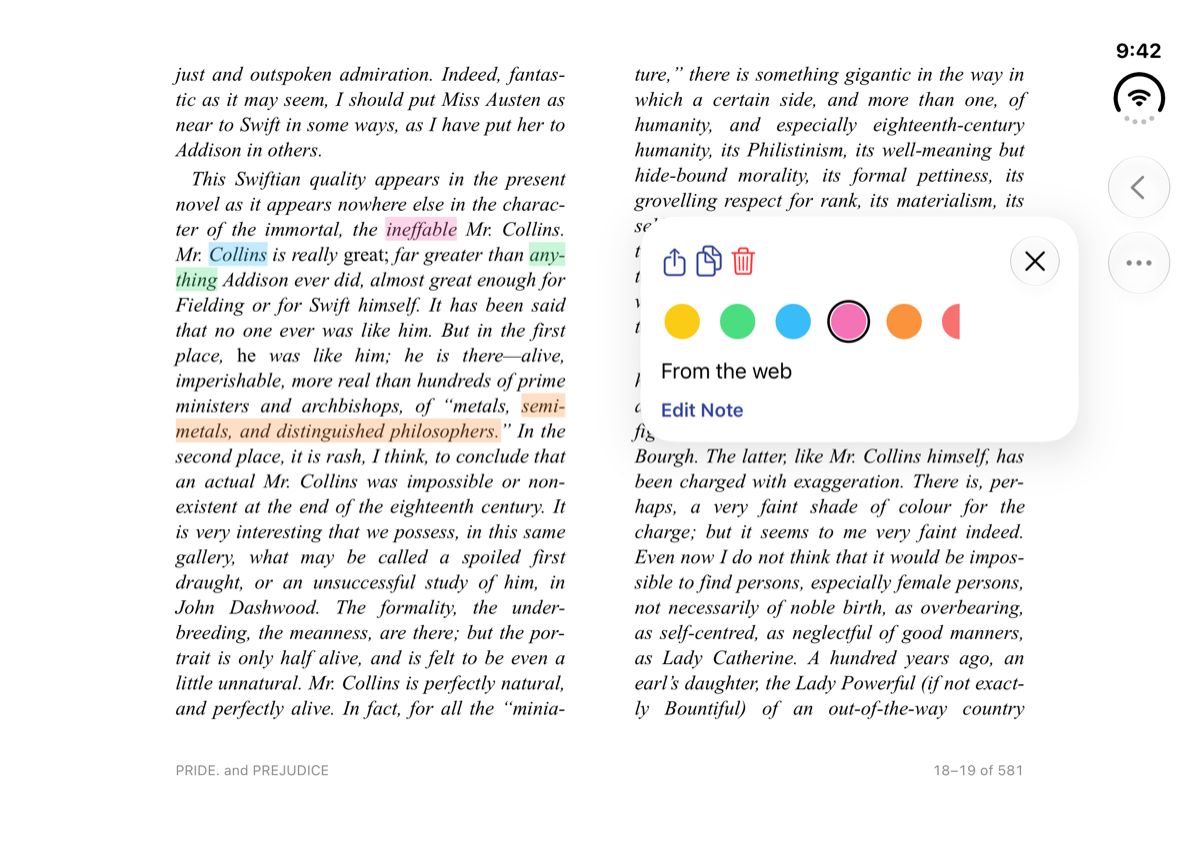 just and outspoken admiration. Indeed, fantas-
tic as it may seem, I should put Miss Austen as
near to Swift in some ways, as I have put her to
Addison in others.
This Swiftian quality appears in the present
novel as it appears nowhere else in the charac-
ter of the immortal, the ineffable Mr. Collins.
Mr. Collins is really great; far greater than any-
thing Addison ever did, almost great enough for
Fielding or for Swift himself. It has been said
that no one ever was like him. But in the first
place, he was like him; he is there—alive,
imperishable, more real than hundreds of prime
ministers and archbishops, of “metals, semi-
metals, and distinguished philosophers.” In the
second place, it is rash, I think, to conclude that
an actual Mr. Collins was impossible or non-
existent at the end of the eighteenth century. It
is very interesting that we possess, in this same
gallery, what may be called a spoiled first
draught, or an unsuccessful study of him, in
John Dashwood. The formality, the under-
breeding, the meanness, are there; but the por-
trait is only half alive, and is felt to be even a
little unnatural. Mr. Collins is perfectly natural,
and perfectly alive. In fact, for all the “minia-
ture,” there is something gigantic in the way in
which a certain side, and more than one, of
humanity, and especially eighteenth-century
humanity, its Philistinism, its well-meaning but
hide-bound morality, its formal pettiness, its
grovelling respect for rank, its materialism, its
From the web
Edit Note
Bourgh. The latter, like Mr. Collins himself, has
been charged with exaggeration. There is, per-
haps, a very faint shade of colour for the
charge; but it seems to me very faint indeed.
Even now I do not think that it would be impos-
sible to find persons, especially female persons,
not necessarily of noble birth, as overbearing,
as self-centred, as neglectful of good manners,
as Lady Catherine. A hundred years ago, an
earl’s daughter, the Lady Powerful (if not exact-
ly Bountiful) of an out-of-the-way country
PRIDE. and PREJUDICE
18–19 of 581
9:42